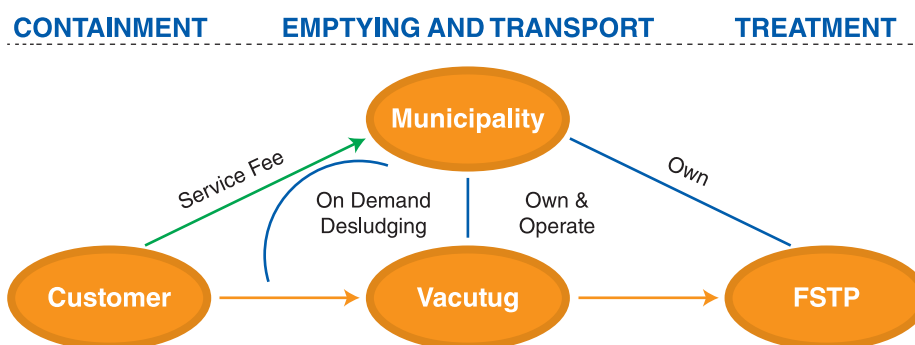 CONTAINMENT
EMPTYING AND TRANSPORT
TREATMENT
Municipality
Service Fee
On Demand
Desludging
Own &
Operate
Own
Customer
Vacutug
FSTP